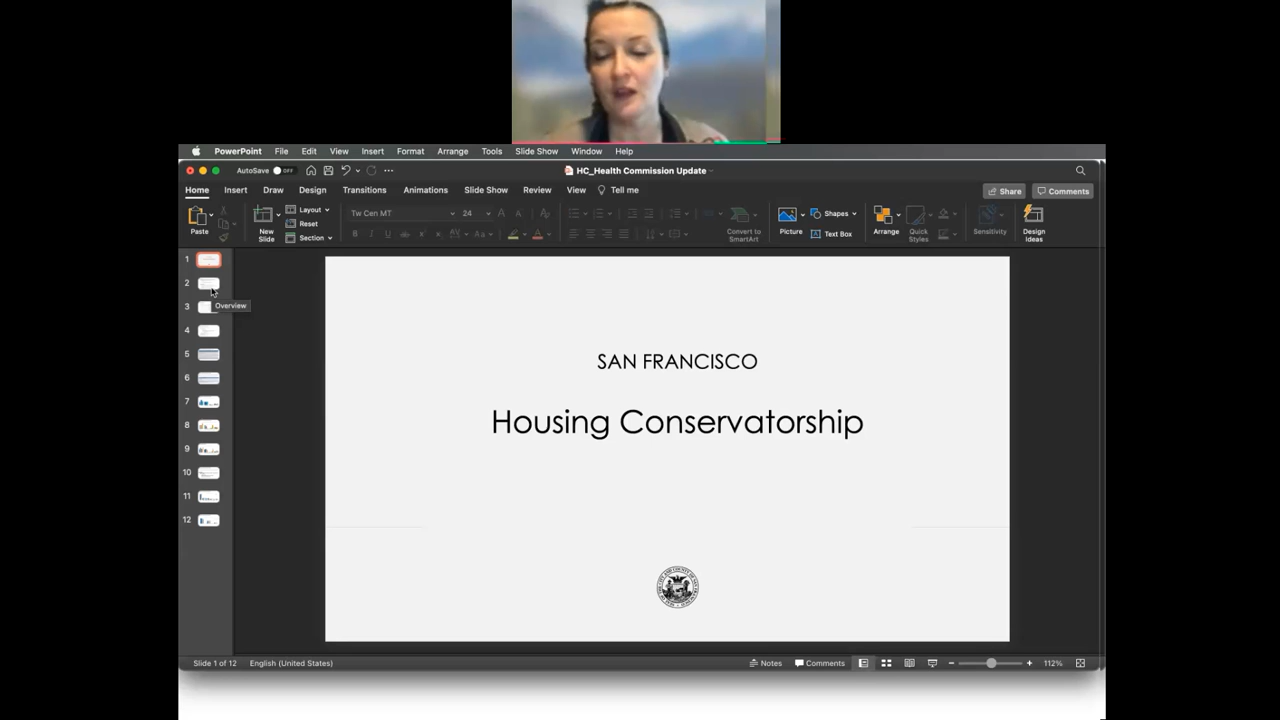 PowerPoint File Edit View Insert Format Arrange Tools Slide Show Window Help
AutoSave OFF HC_Health Commission Update
Home Insert Draw Design Transitions Animations Slide Show Review View Tell me Share Comments
Paste New Slide Layout Reset Section Tw Cen MT 24 Convert to SmartArt Picture Shapes Text Box Arrange Quick Styles Sensitivity Design Ideas
1
2
Overview
3
4
5
6
7
8
9
10
11
12
SAN FRANCISCO
Housing Conservatorship
Slide 1 of 12 English (United States) Notes Comments 112%